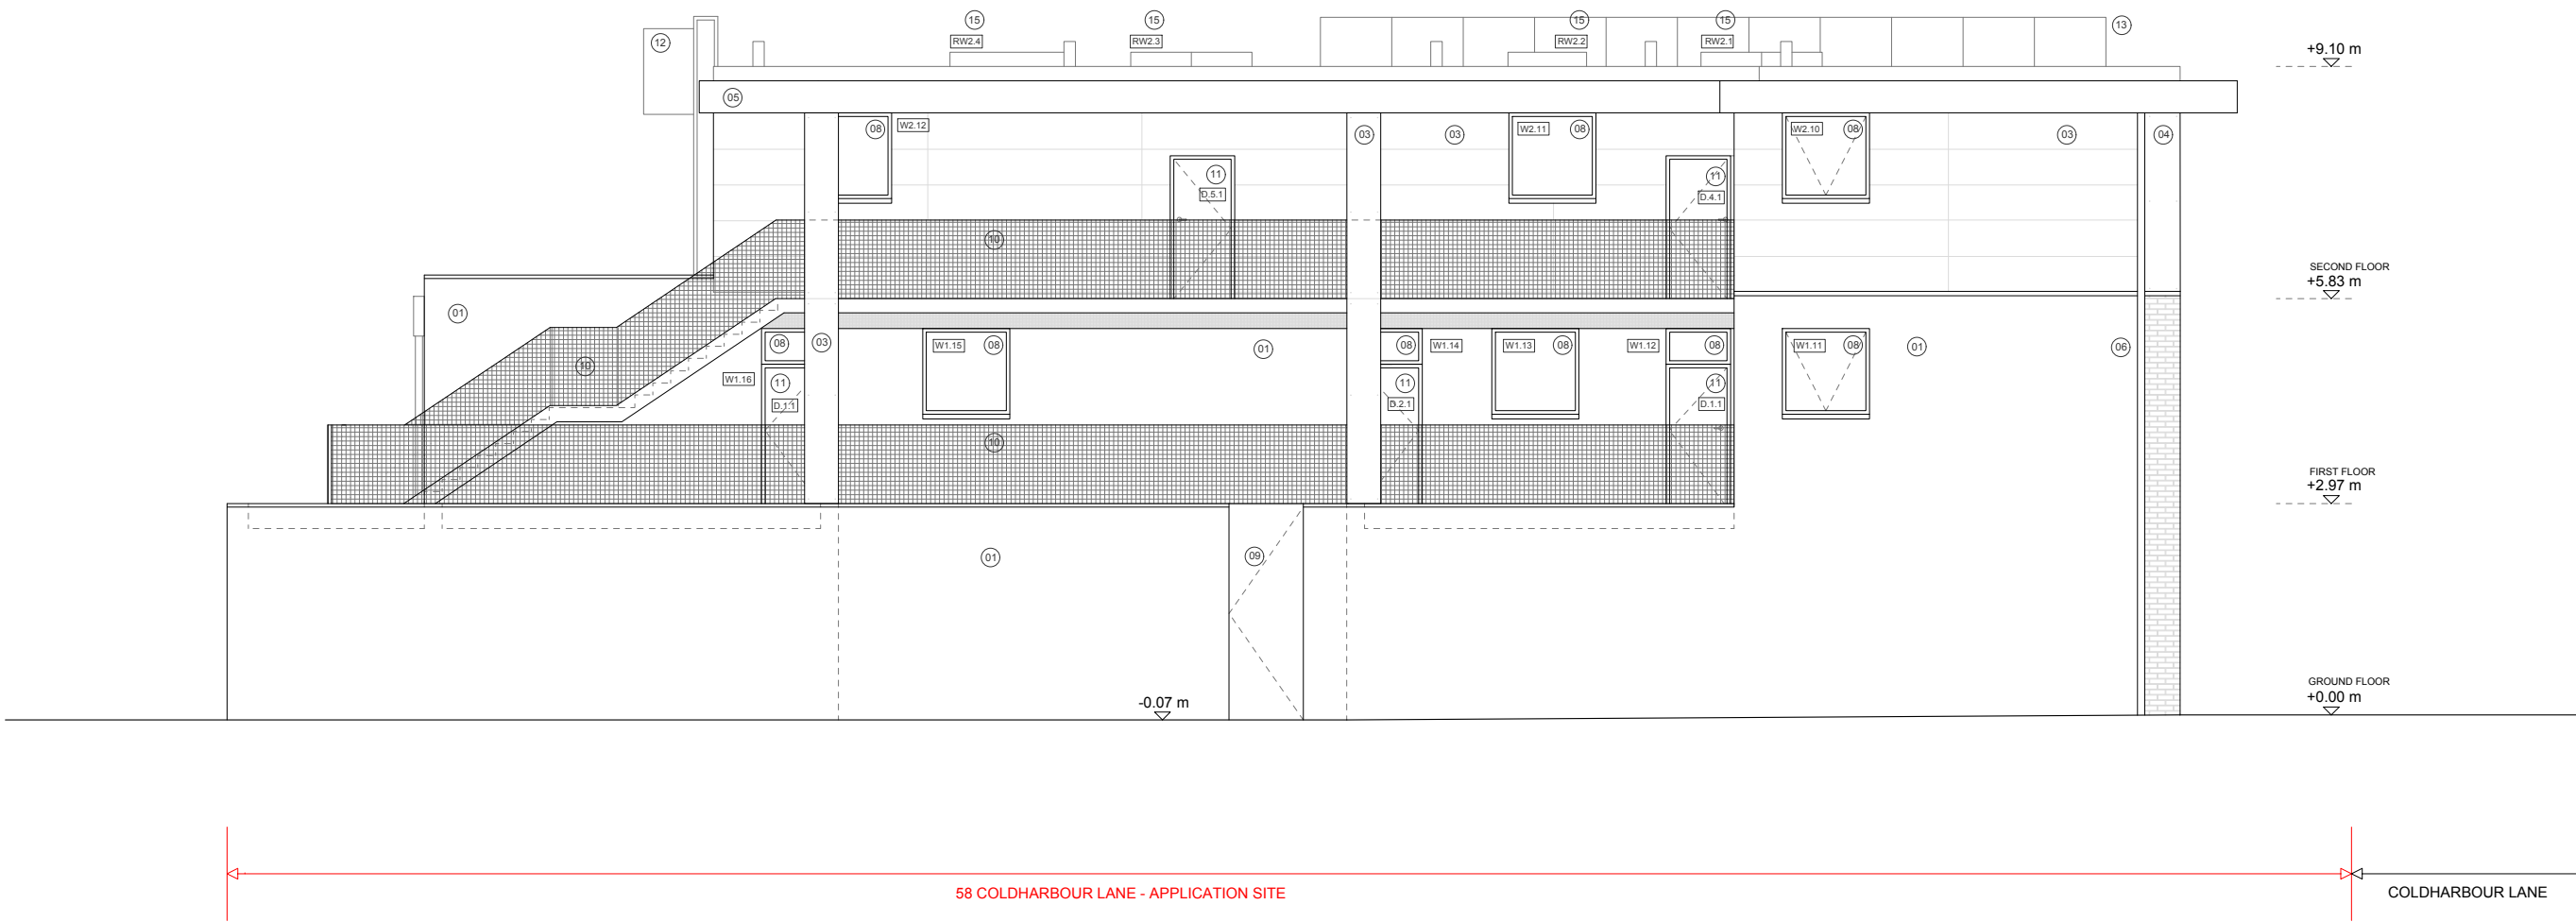 15
15
15
15
13
12
RW2.4
RW2.3
RW2.2
RW2.1
+9.10 m
05
08
W2.12
03
03
W2.11
08
W2.10
08
03
04
11
D.5.1
11
D.4.1
10
SECOND FLOOR
+5.83 m
01
08
03
W1.15
08
01
08
W1.14
W1.13
08
W1.12
08
W1.11
08
01
06
10
W1.16
11
D.1.1
11
D.2.1
11
D.1.1
10
FIRST FLOOR
+2.97 m
01
09
GROUND FLOOR
+0.00 m
-0.07 m
58 COLDHARBOUR LANE - APPLICATION SITE
COLDHARBOUR LANE